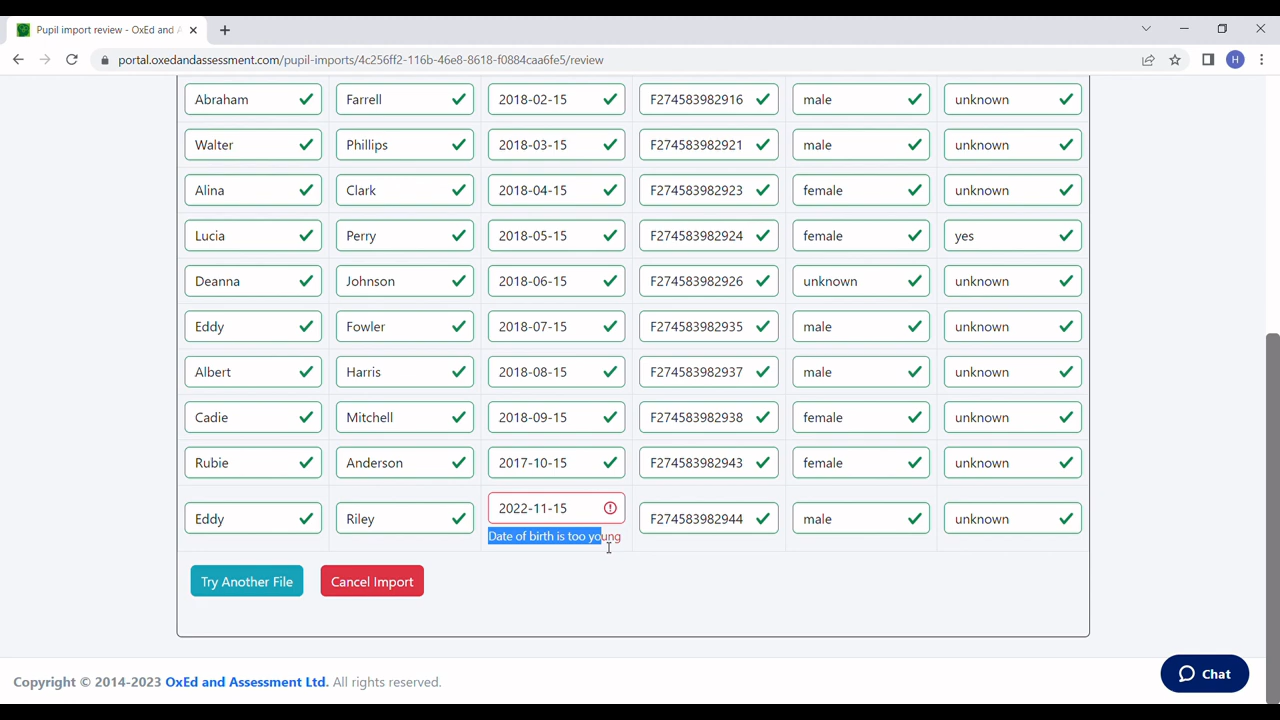 Pupil import review - OxEd and A
portal.oxedandassessment.com/pupil-imports/4c256ff2-116b-46e8-8618-f0f84caa6fe5/review
H
Abraham Farrell 2018-02-15 F274583982916 male unknown
Walter Phillips 2018-03-15 F274583982921 male unknown
Alina Clark 2018-04-15 F274583982923 female unknown
Lucia Perry 2018-05-15 F274583982924 female yes
Deanna Johnson 2018-06-15 F274583982926 unknown unknown
Eddy Fowler 2018-07-15 F274583982935 male unknown
Albert Harris 2018-08-15 F274583982937 male unknown
Cadie Mitchell 2018-09-15 F274583982938 female unknown
Rubie Anderson 2017-10-15 F274583982943 female unknown
Eddy Riley 2022-11-15 F274583982944 male unknown
Date of birth is too young
Try Another File Cancel Import
Copyright © 2014-2023 OxEd and Assessment Ltd. All rights reserved.
Chat